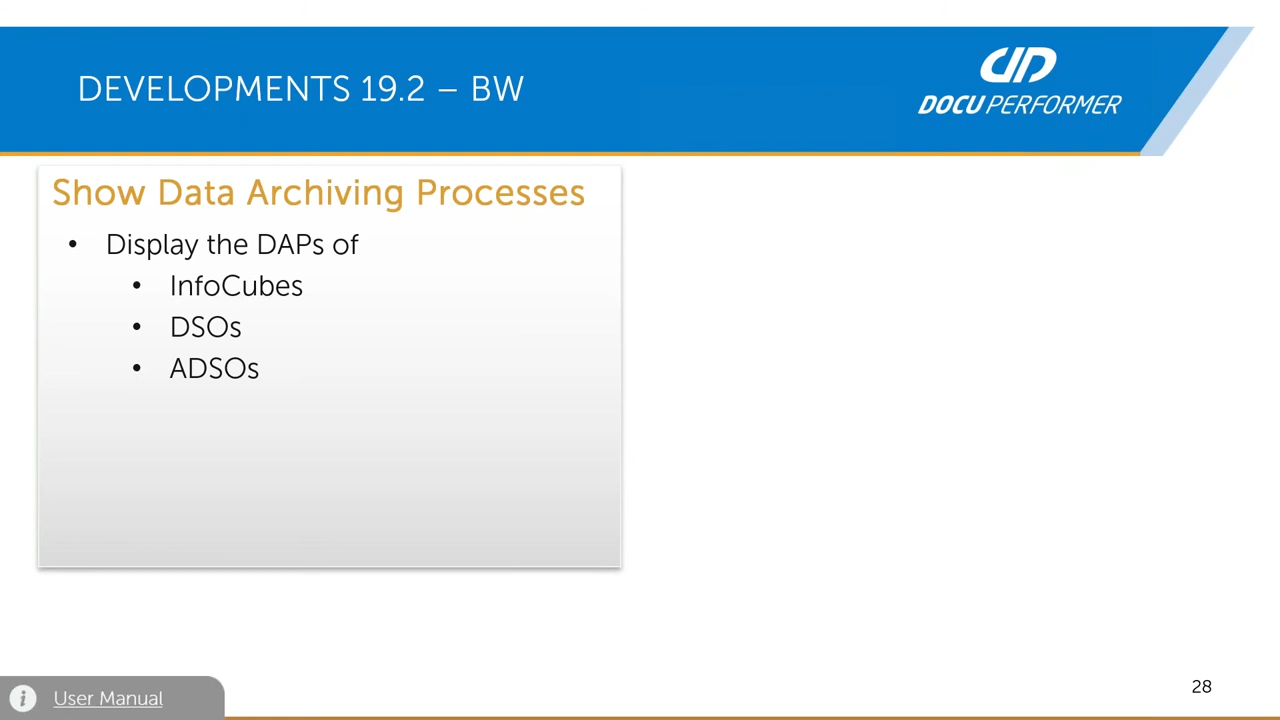 DEVELOPMENTS 19.2 – BW
DOCU PERFORMER
Show Data Archiving Processes
• Display the DAPs of
• InfoCubes
• DSOs
• ADSOs
User Manual
28